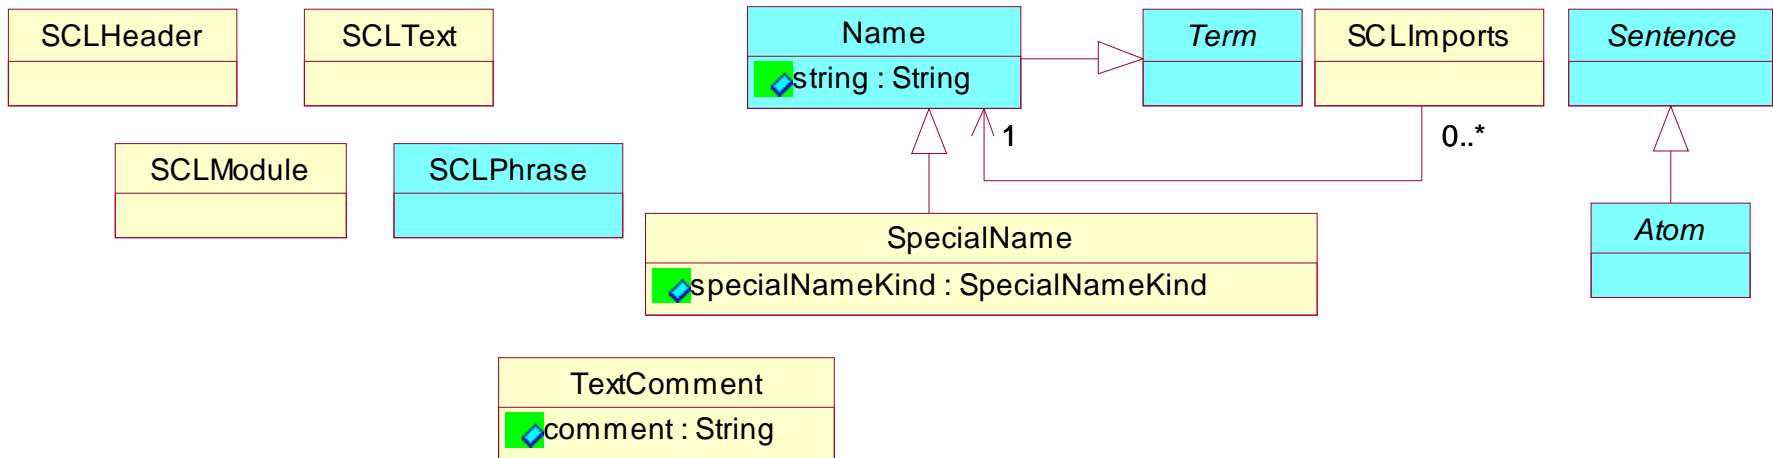 SCLHeader
SCLText
Name
string : String
Term
SCLImports
Sentence
1
0..*
SCLModule
SCLPhrase
SpecialName
specialNameKind : SpecialNameKind
Atom
TextComment
comment : String